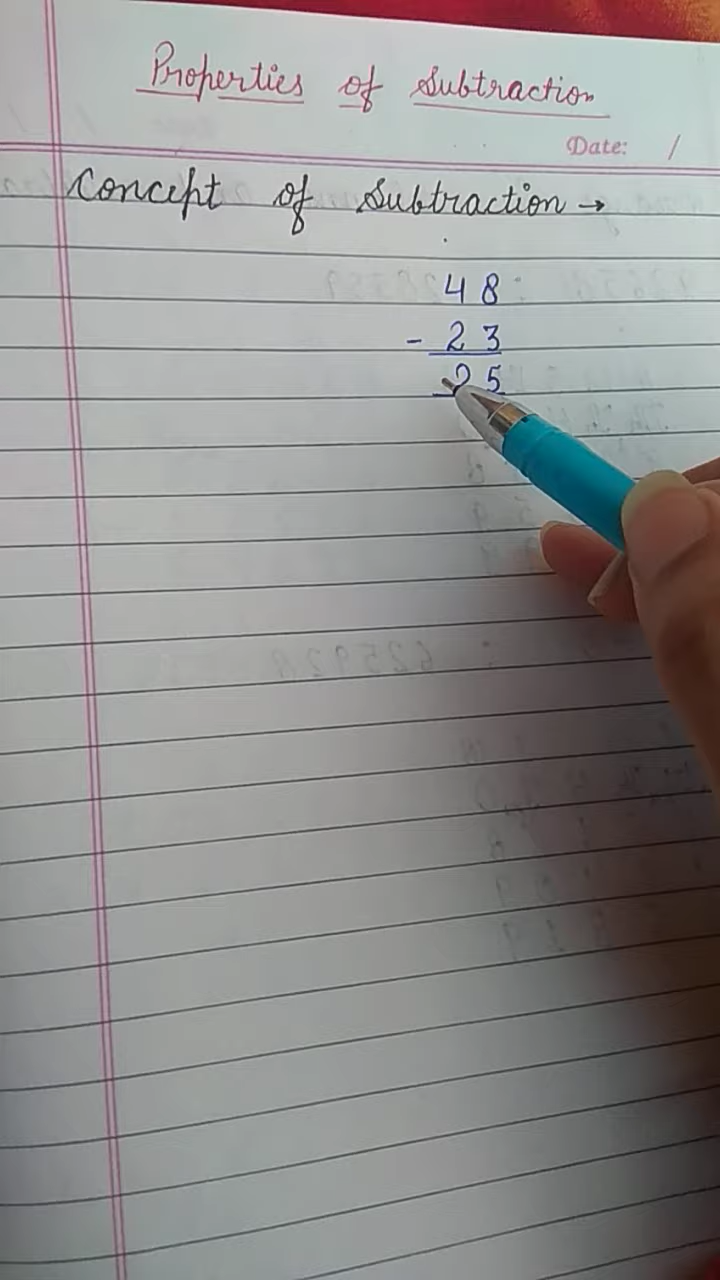 Properties of Subtraction
Date: /
Concept of Subtraction →
48
- 23
25